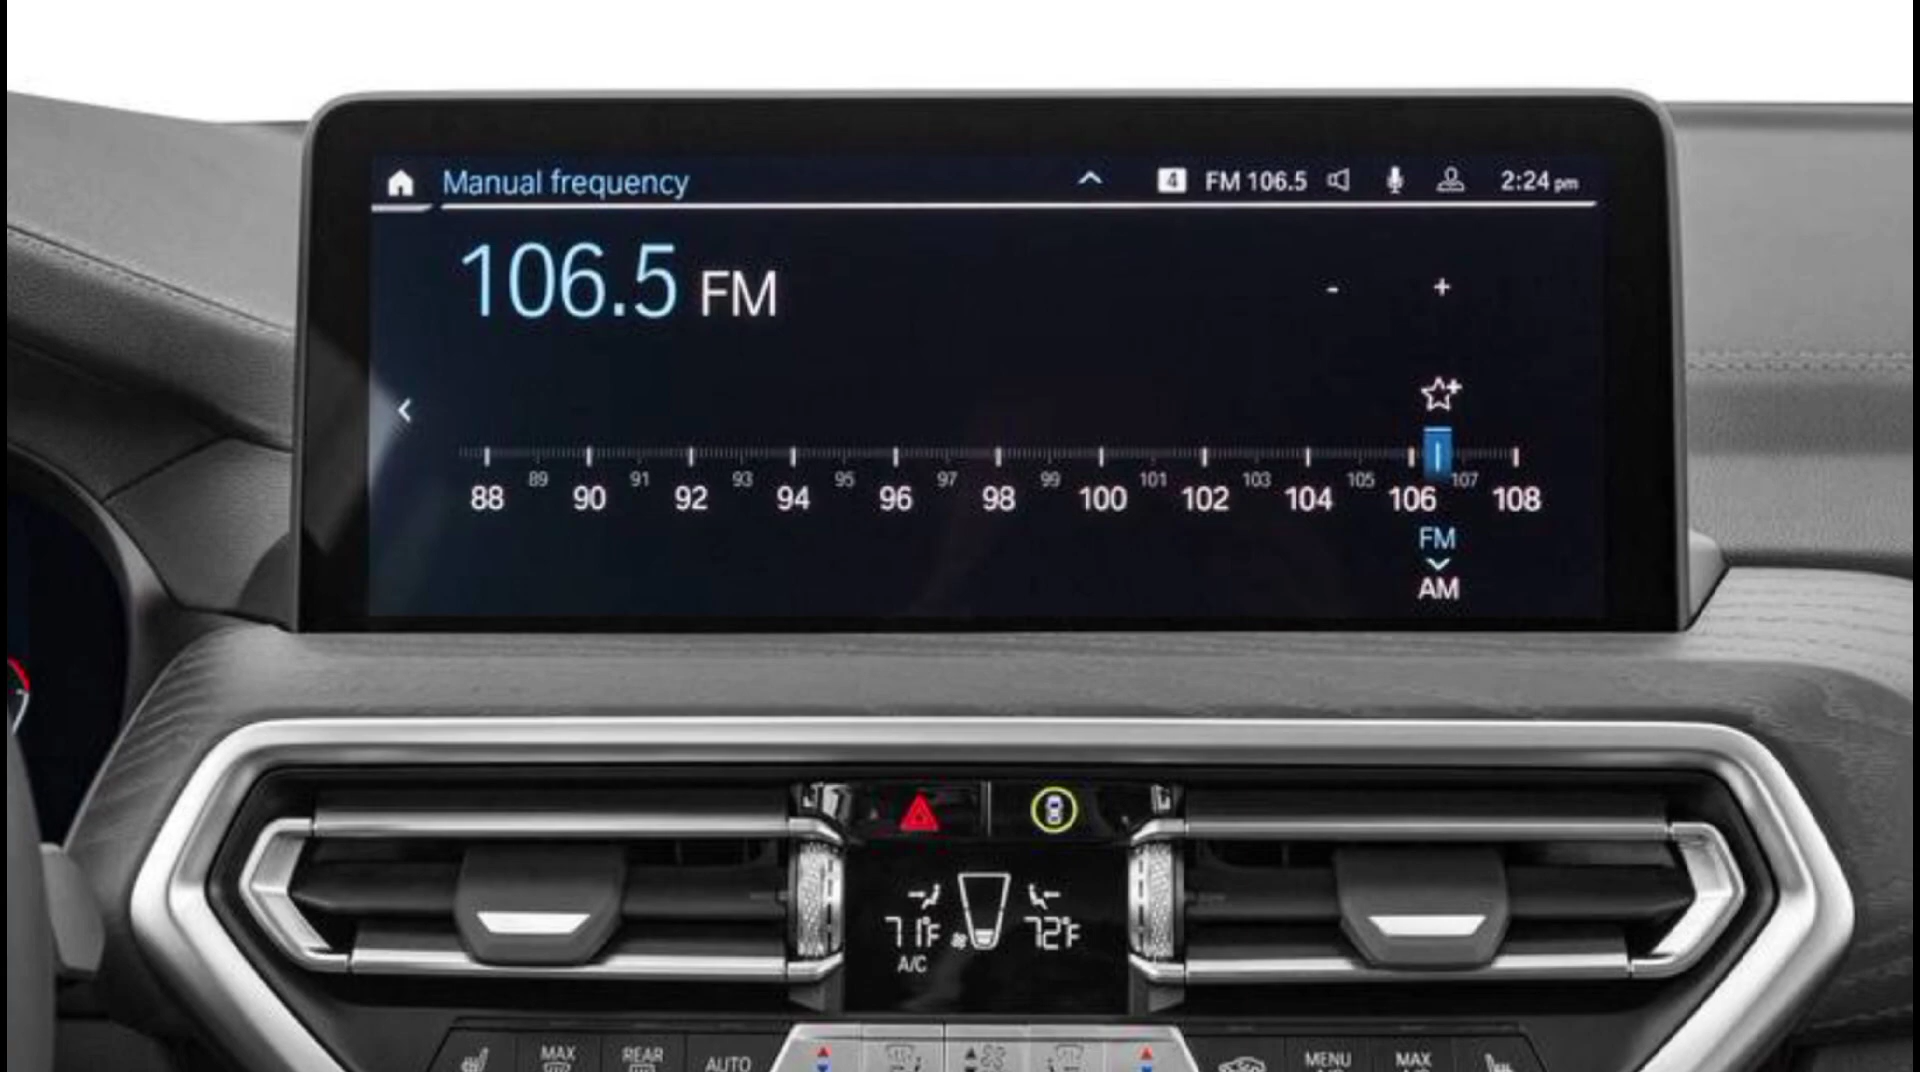 Manual frequency
4 FM 106.5 2:24 pm
106.5 FM
- +
89 91 93 95 97 99 101 103 105 107
88 90 92 94 96 98 100 102 104 106 108
FM
AM
71°F 72°F
A/C
MAX REAR AUTO MENU MAX